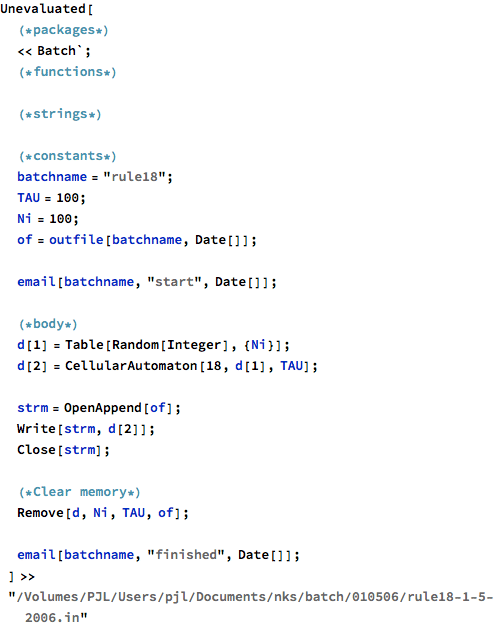 Unevaluated[
(*packages*)
<< Batch`;
(*functions*)
(*strings*)
(*constants*)
batchname = "rule18";
TAU = 100;
Ni = 100;
of = outfile[batchname, Date[]];
email[batchname, "start", Date[]];
(*body*)
d[1] = Table[Random[Integer], {Ni}];
d[2] = CellularAutomaton[18, d[1], TAU];
strm = OpenAppend[of];
Write[strm, d[2]];
Close[strm];
(*Clear memory*)
Remove[d, Ni, TAU, of];
email[batchname, "finished", Date[]];
] >>
"/Volumes/PJL/Users/pjl/Documents/nks/batch/010506/rule18-1-5-
2006.in"